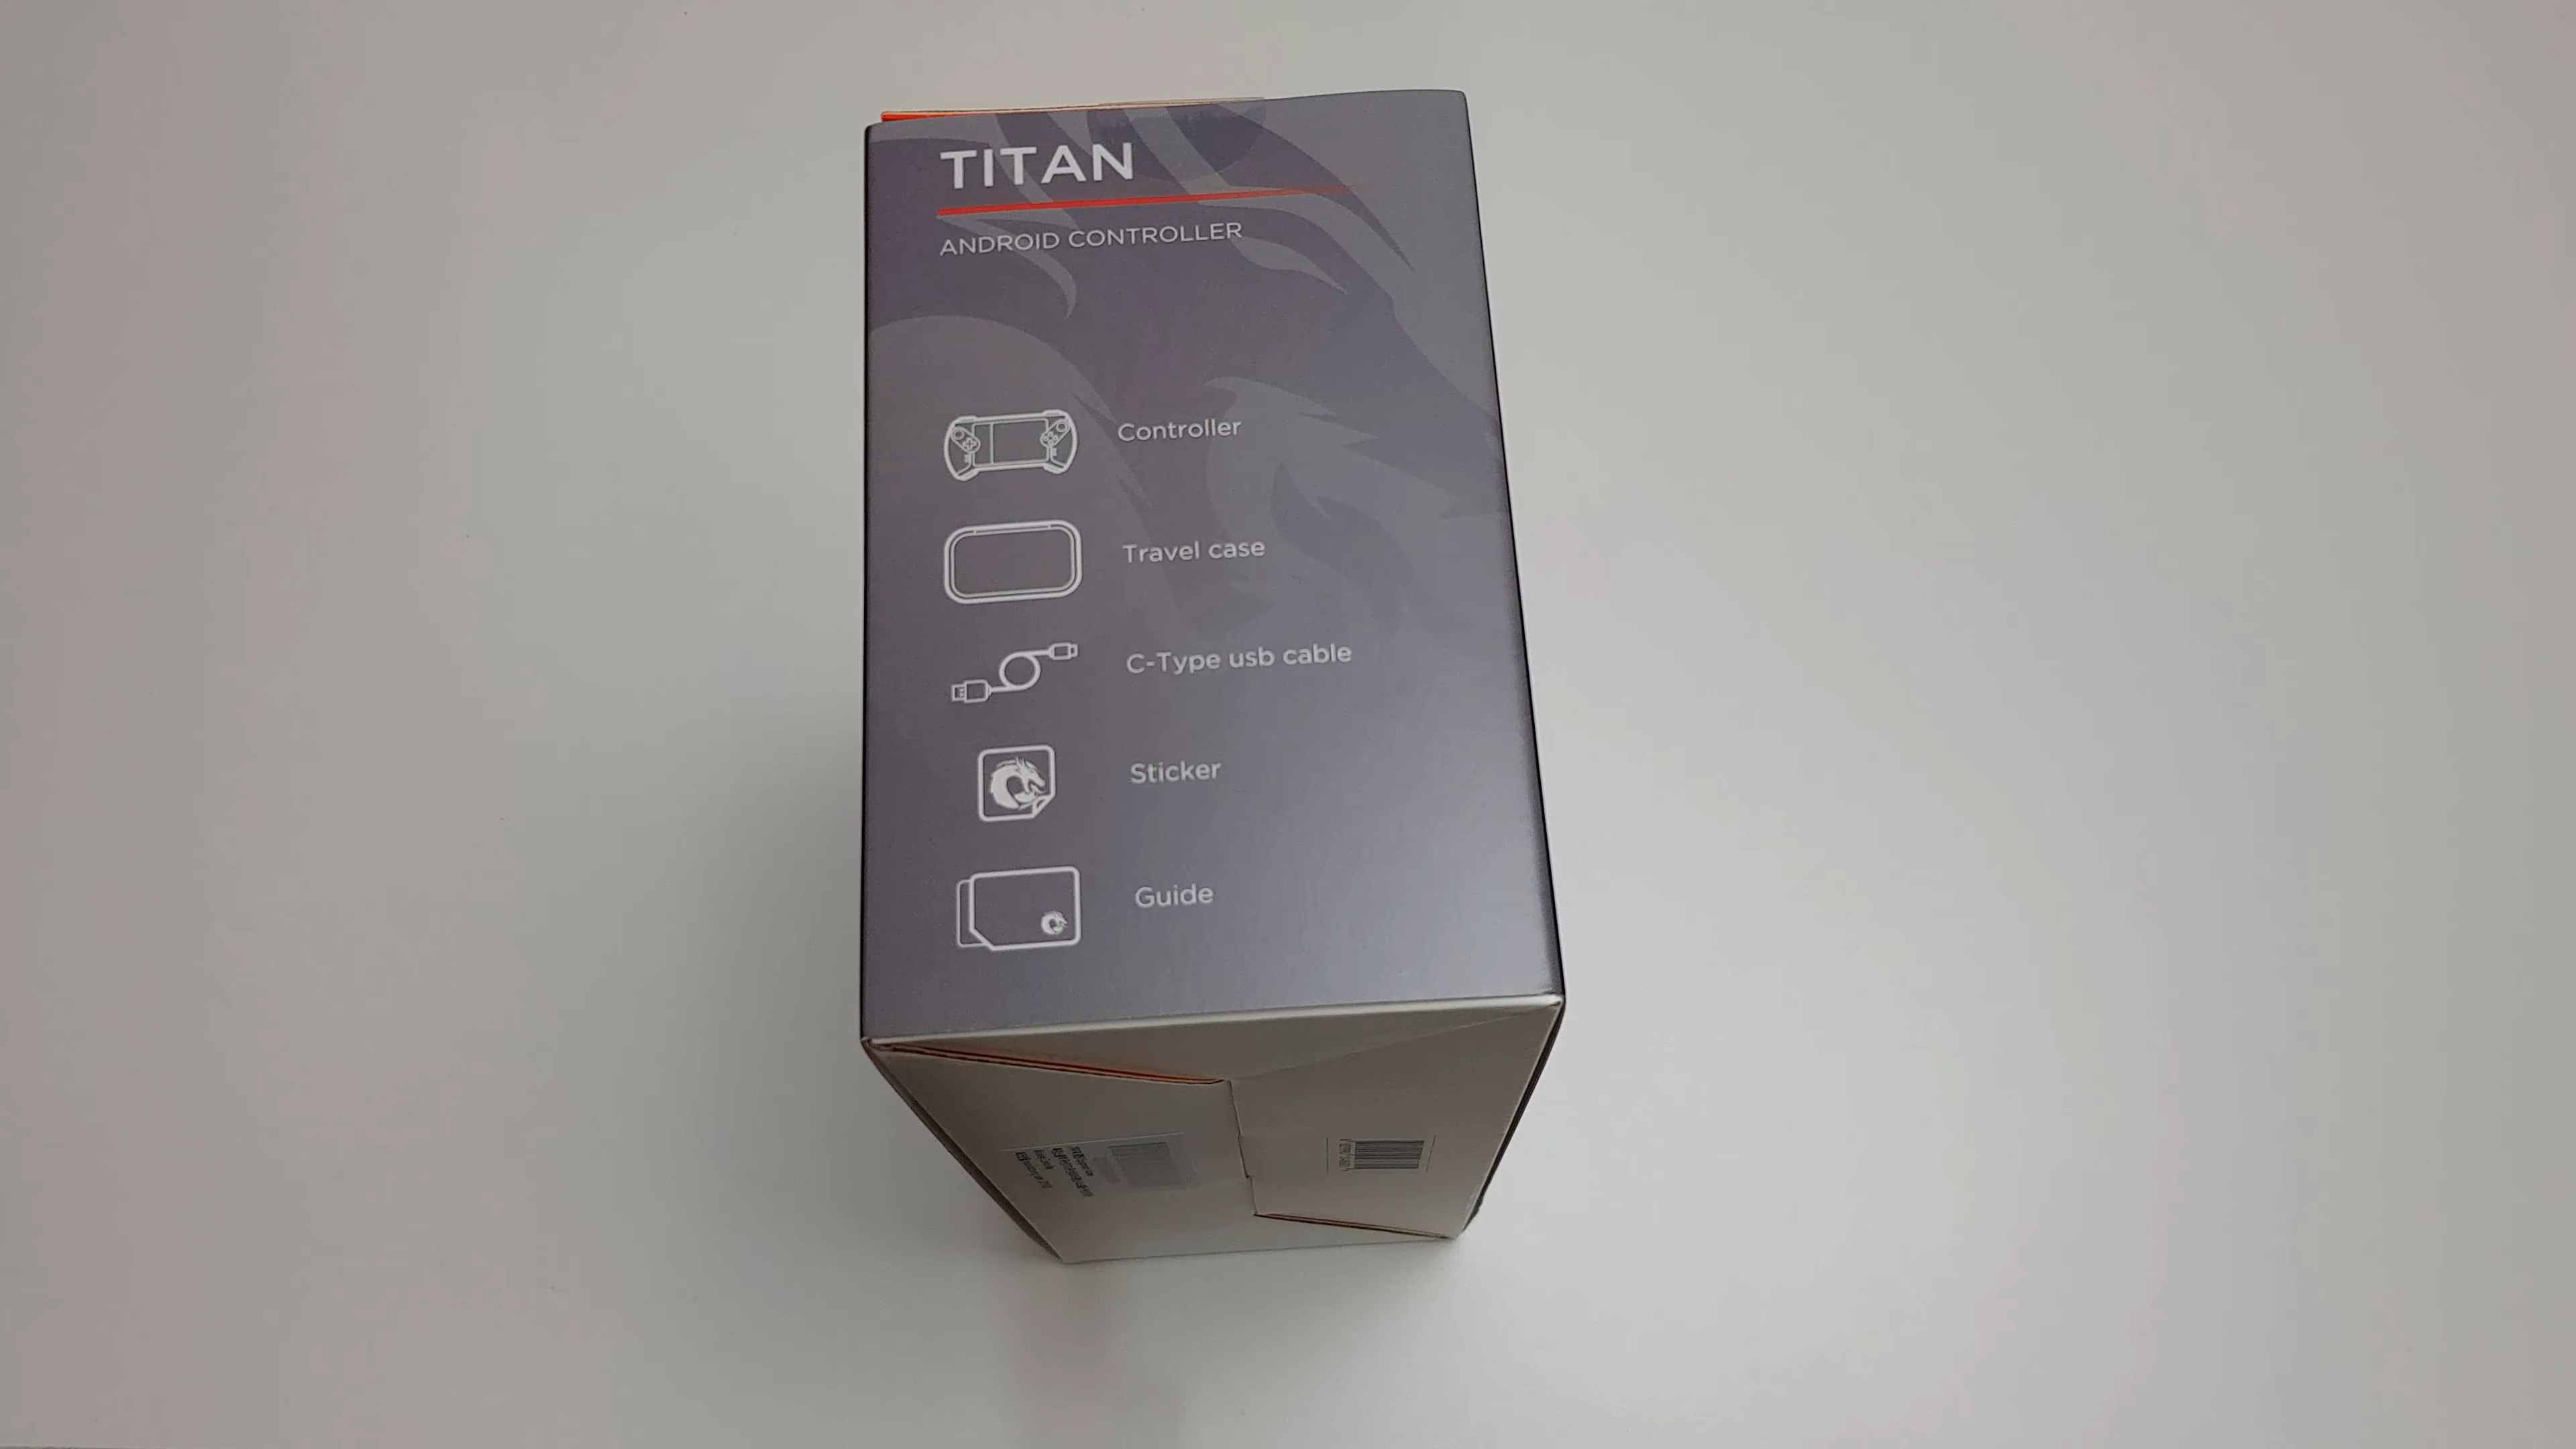 TITAN
ANDROID CONTROLLER
Controller
Travel case
C-Type usb cable
Sticker
Guide